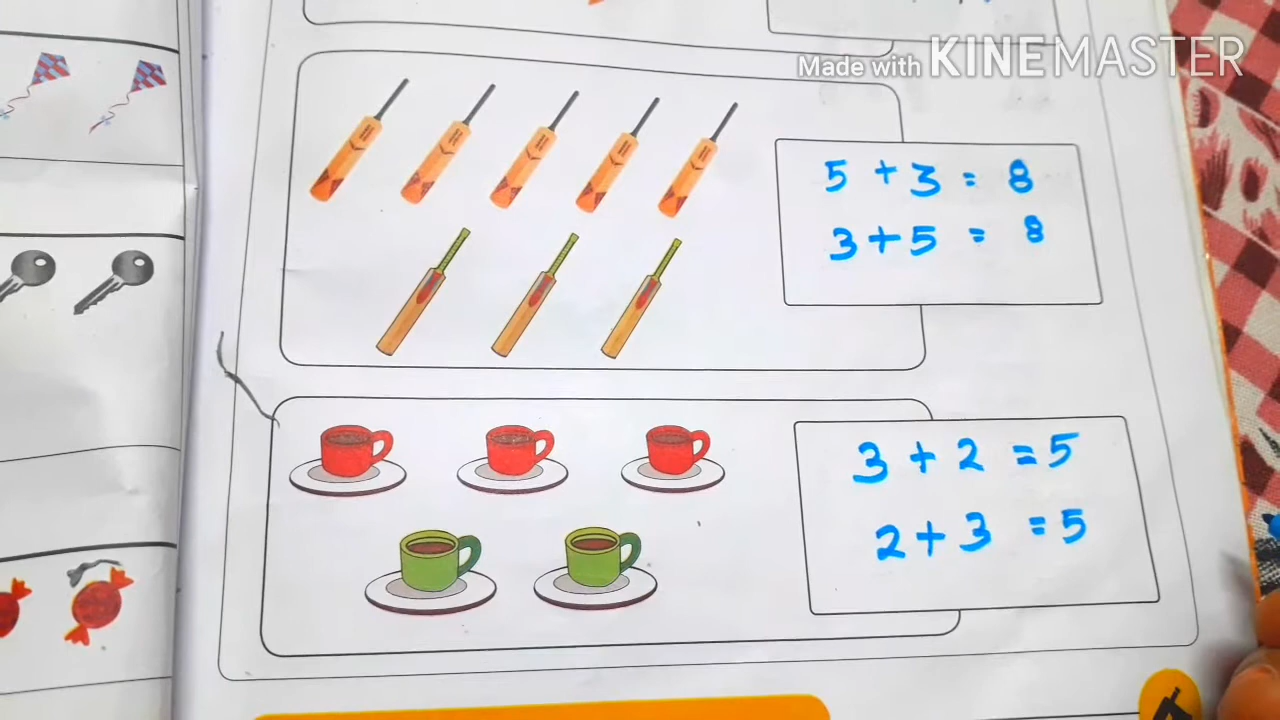 Made with KINEMASTER
5 + 3 = 8
3 + 5 = 8
3 + 2 = 5
2 + 3 = 5